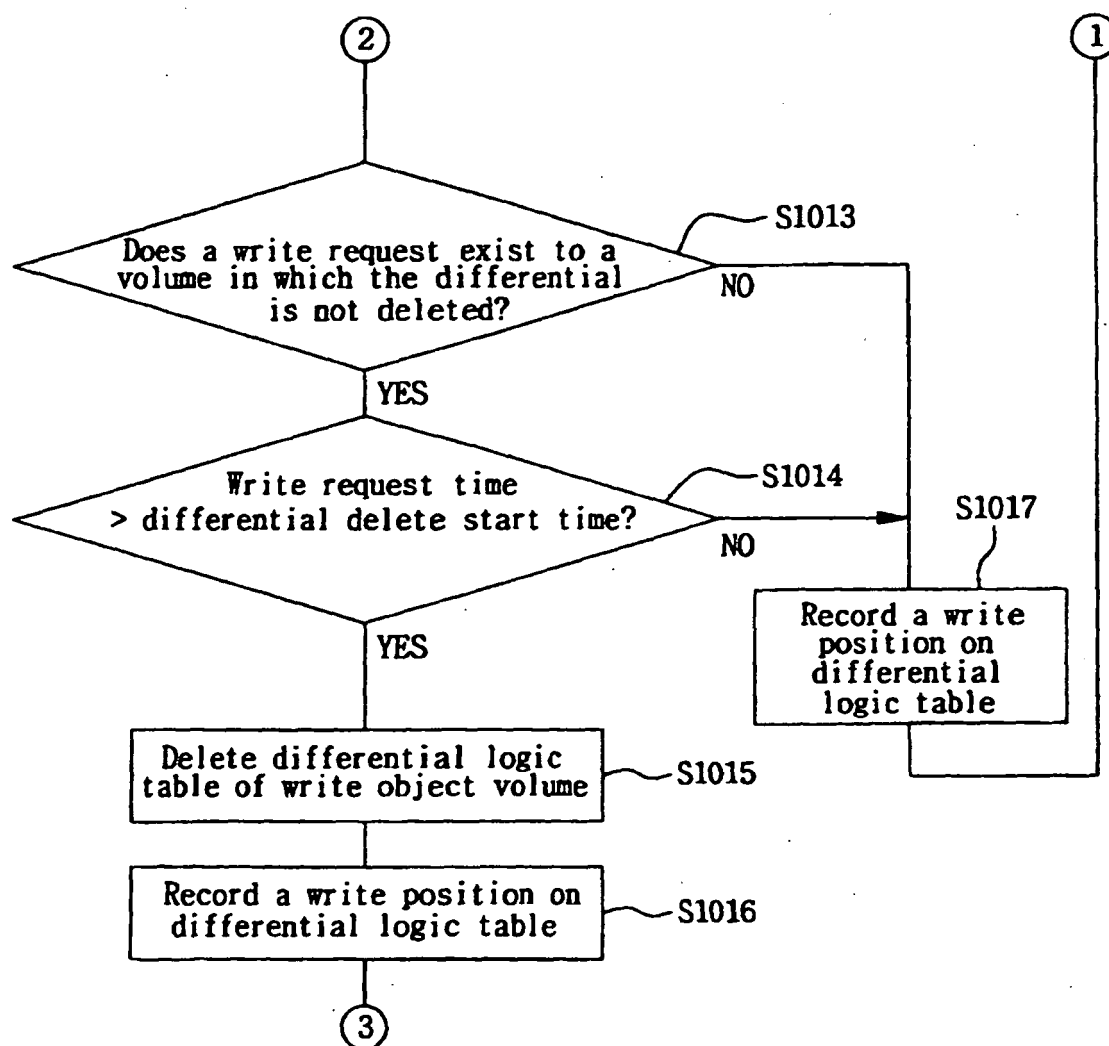 2
1
S1013
Does a write request exist to a
volume in which the differential
is not deleted?
NO
YES
S1014
Write request time
> differential delete start time?
NO
S1017
Record a write
position on
differential
logic table
YES
Delete differential logic
table of write object volume
S1015
Record a write position on
differential logic table
S1016
3